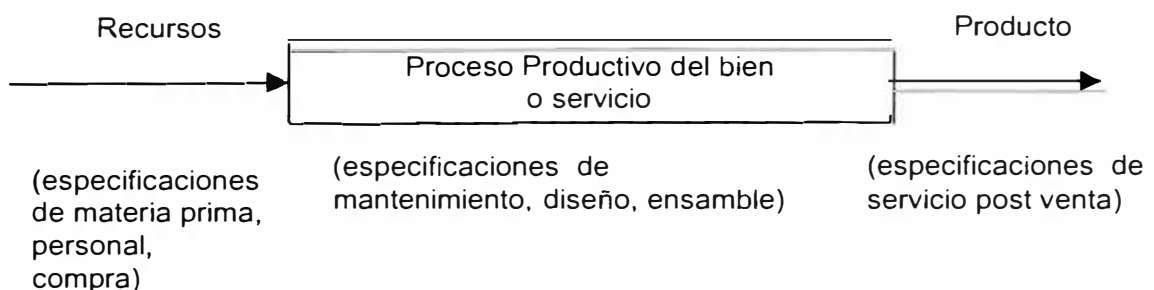 Recursos
Producto
Proceso Productivo del bien
o servicio
(especificaciones
de materia prima,
personal,
compra)
(especificaciones de
mantenimiento, diseño, ensamble)
(especificaciones de
servicio post venta)